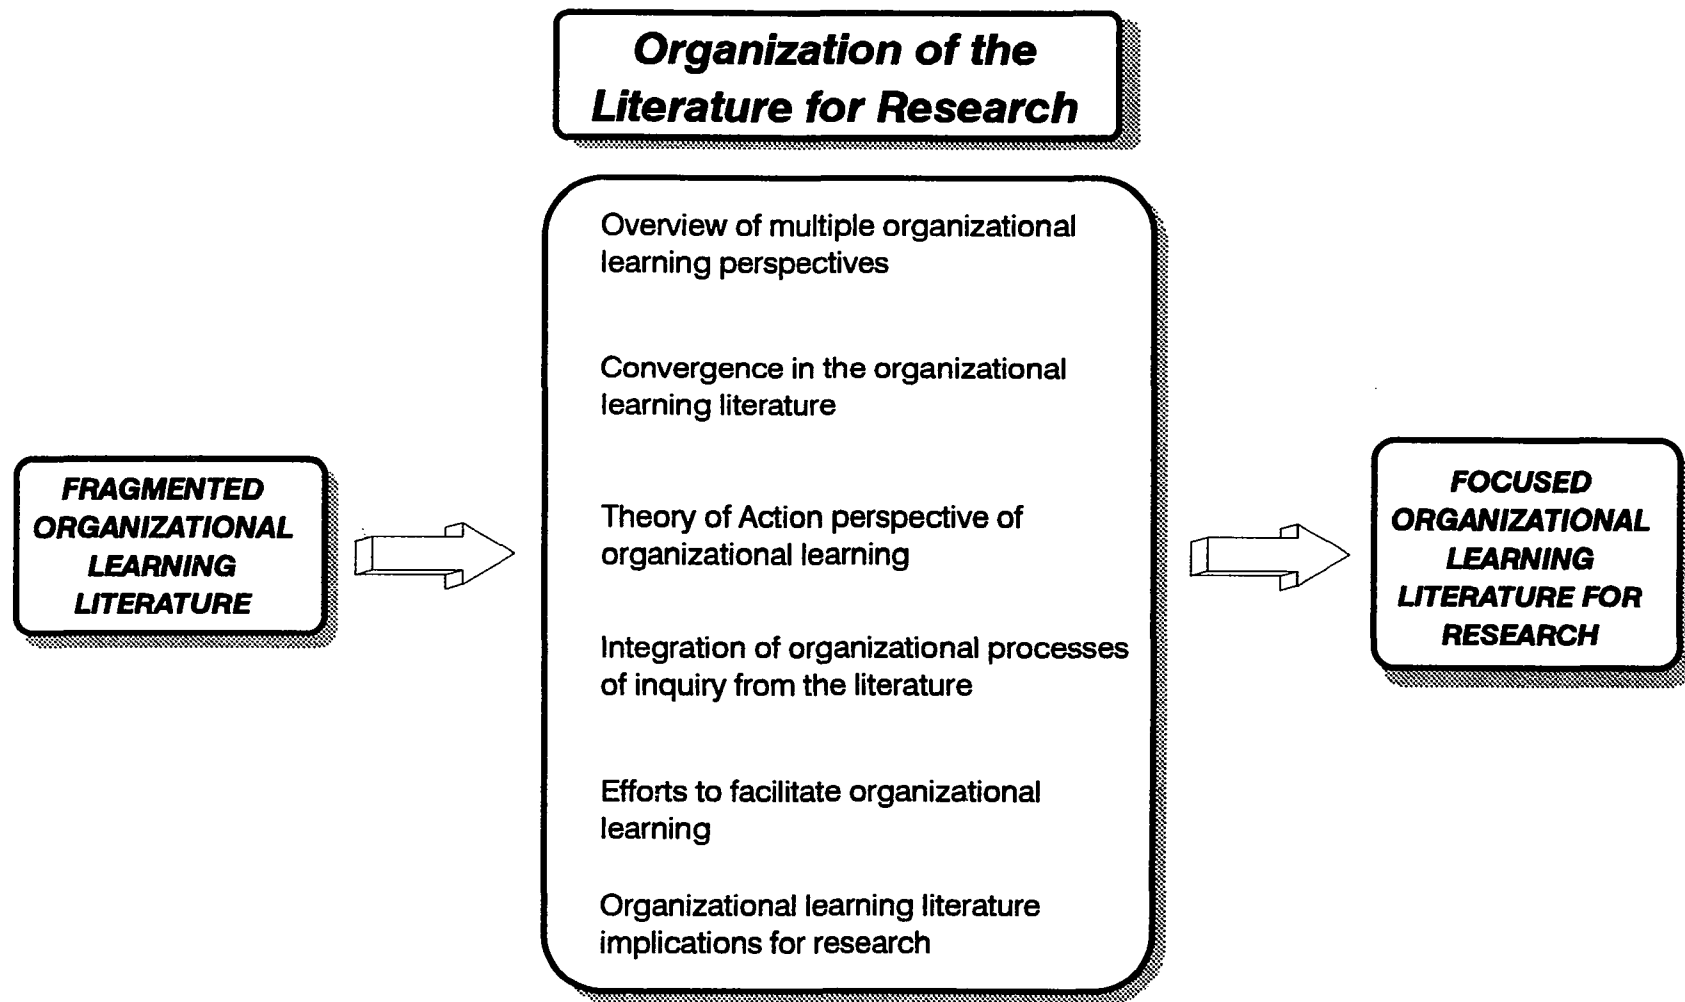 Organization of the
Literature for Research
FRAGMENTED
ORGANIZATIONAL
LEARNING
LITERATURE
Overview of multiple organizational
learning perspectives
Convergence in the organizational
learning literature
Theory of Action perspective of
organizational learning
Integration of organizational processes
of inquiry from the literature
Efforts to facilitate organizational
learning
Organizational learning literature
implications for research
FOCUSED
ORGANIZATIONAL
LEARNING
LITERATURE FOR
RESEARCH